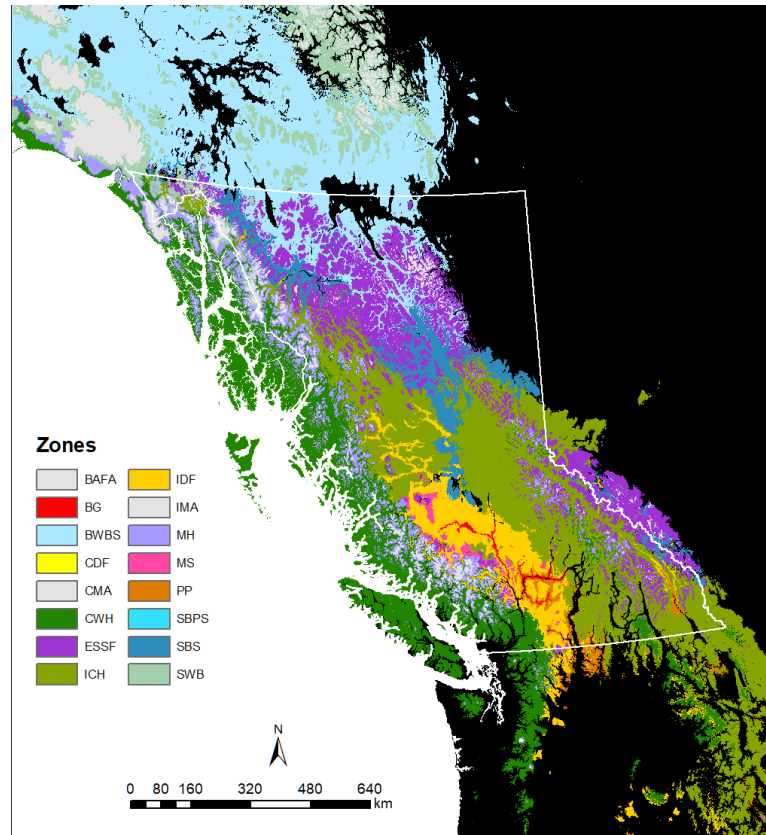 Zones
BAFA IDF
BG IMA
BWBS MH
CDF MS
CMA PP
CWH SBPS
ESSF SBS
ICH SWB
N
0 80 160 320 480 640
km